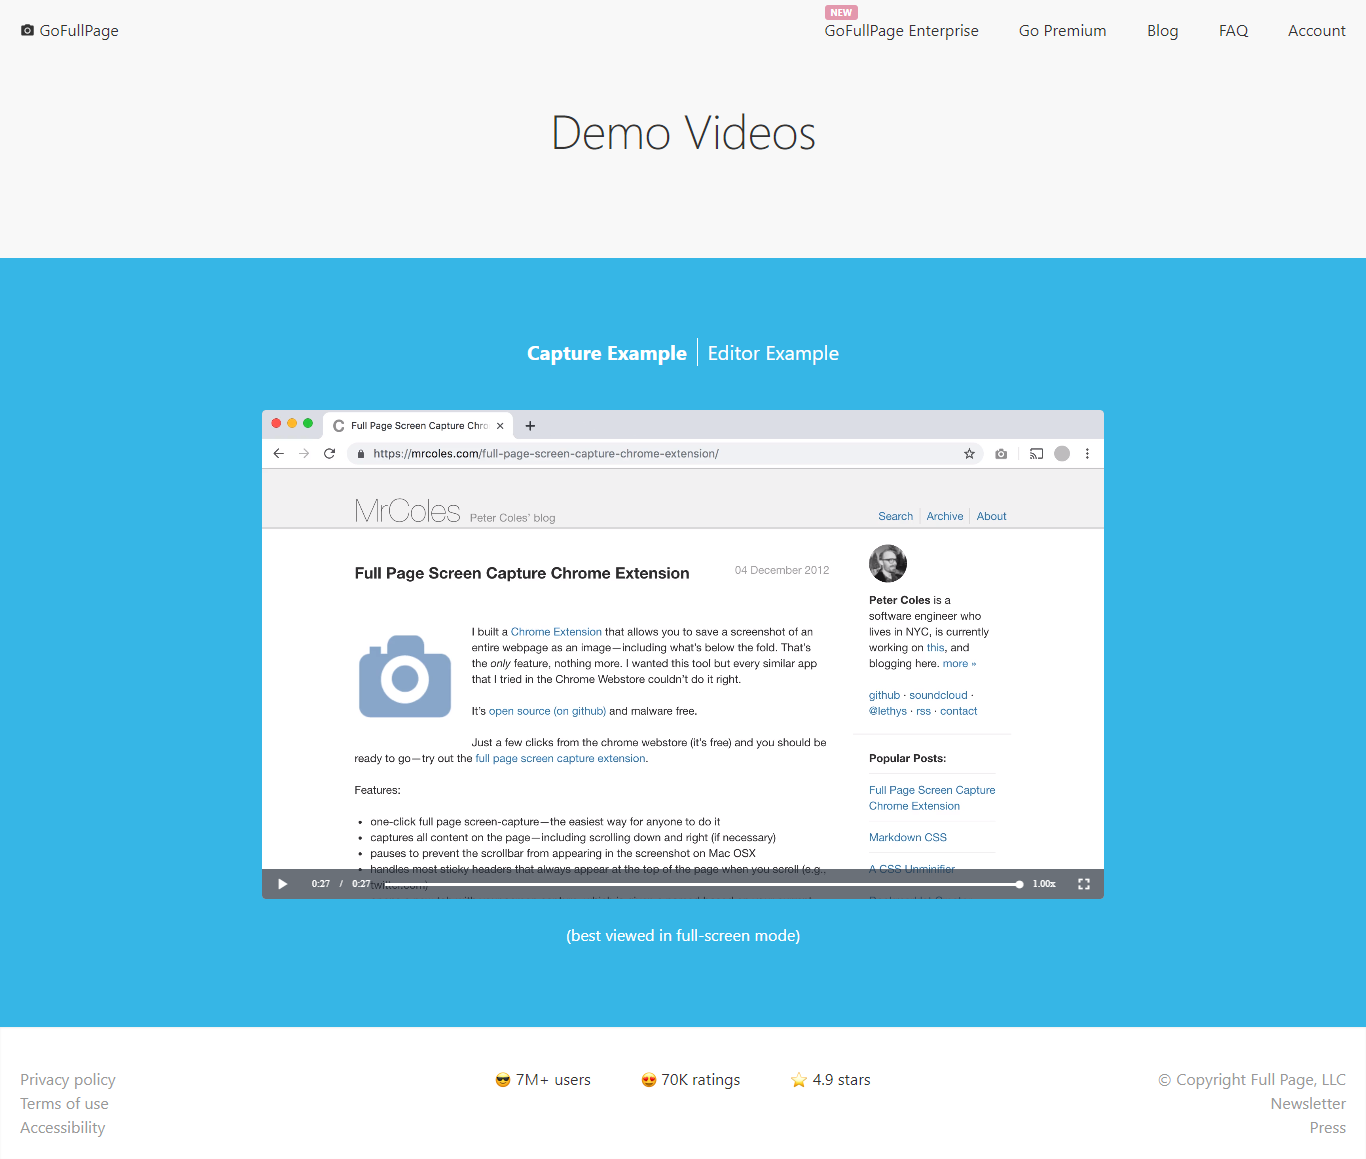 GoFullPage
NEW
GoFullPage Enterprise
Go Premium
Blog
FAQ
Account
Demo Videos
Capture Example
Editor Example
Full Page Screen Capture Chro
https://mrcoles.com/full-page-screen-capture-chrome-extension/
MrColes Peter Coles' blog
Search
Archive
About
Full Page Screen Capture Chrome Extension
04 December 2012
I built a Chrome Extension that allows you to save a screenshot of an
entire webpage as an image—including what's below the fold. That's
the only feature, nothing more. I wanted this tool but every similar app
that I tried in the Chrome Webstore couldn't do it right.
It's open source (on github) and malware free.
Just a few clicks from the chrome webstore (it's free) and you should be
ready to go—try out the full page screen capture extension.
Features:
• one-click full page screen-capture—the easiest way for anyone to do it
• captures all content on the page—including scrolling down and right (if necessary)
• pauses to prevent the scrollbar from appearing in the screenshot on Mac OSX
• handles most sticky headers that always appear at the top of the page when you scroll (e.g.,
twitter.com)
Peter Coles is a
software engineer who
lives in NYC, is currently
working on this, and
blogging here. more »
github · soundcloud ·
@lethys · rss · contact
Popular Posts:
Full Page Screen Capture
Chrome Extension
Markdown CSS
A CSS Unminifier
0:27 / 0:27
1.00x
(best viewed in full-screen mode)
Privacy policy
Terms of use
Accessibility
😎 7M+ users
😍 70K ratings
⭐ 4.9 stars
© Copyright Full Page, LLC
Newsletter
Press